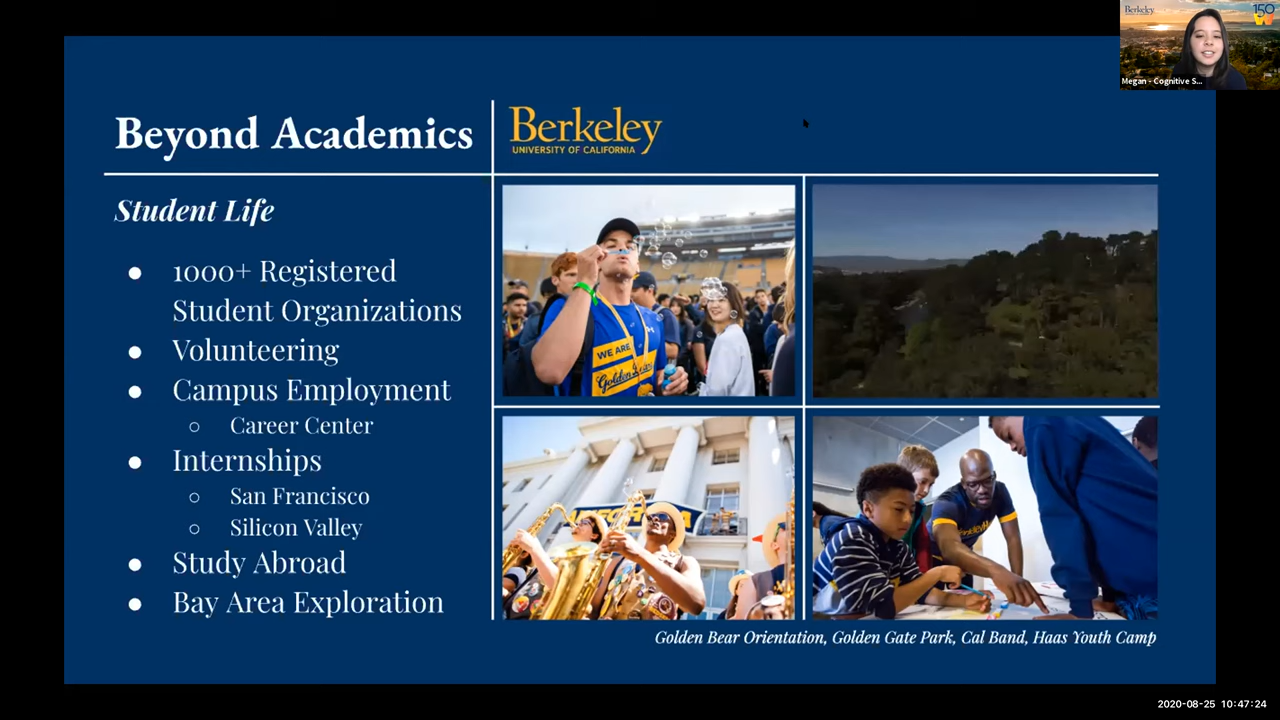 Berkeley
150
Megan - Cognitive S...
Beyond Academics
Berkeley
UNIVERSITY OF CALIFORNIA
Student Life
● 1000+ Registered
Student Organizations
● Volunteering
● Campus Employment
○ Career Center
● Internships
○ San Francisco
○ Silicon Valley
● Study Abroad
● Bay Area Exploration
WE ARE
Golden Bears
Golden Bear Orientation, Golden Gate Park, Cal Band, Haas Youth Camp
2020-08-25 10:47:24